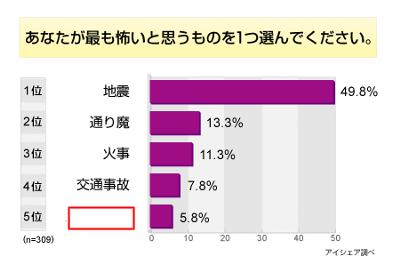 あなたが最も怖いと思うものを1つ選んでください。
1位 地震 49.8%
2位 通り魔 13.3%
3位 火事 11.3%
4位 交通事故 7.8%
5位 5.8%
(n=309) 0 10 20 30 40 50
アイシェア調べ